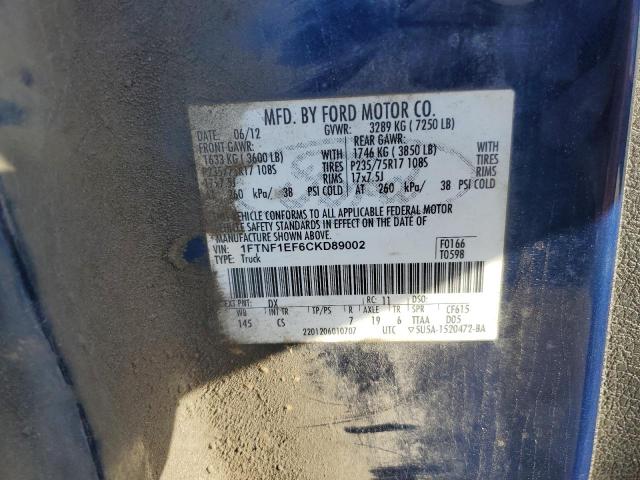 MFD. BY FORD MOTOR CO.
DATE: 06/12 GVWR: 3289 KG ( 7250 LB)
FRONT GAWR: REAR GAWR:
1633 KG ( 3600 LB) WITH 1746 KG ( 3850 LB) WITH
P235/75R17 108S TIRES P235/75R17 108S TIRES
17x7.5J RIMS 17x7.5J RIMS
AT 260 kPa/ 38 PSI COLD AT 260 kPa/ 38 PSI COLD
THIS VEHICLE CONFORMS TO ALL APPLICABLE FEDERAL MOTOR
VEHICLE SAFETY STANDARDS IN EFFECT ON THE DATE OF
MANUFACTURE SHOWN ABOVE.
VIN: 1FTNF1EF6CKD89002 F0166
TYPE: Truck T0598
EXT PNT: DX RC: 11 DSO:
WB INT TR TP/PS R AXLE TR SPR CF615
145 CS 7 19 6 TTAA D05
2201206010707 UTC ▽5U5A-1520472-BA